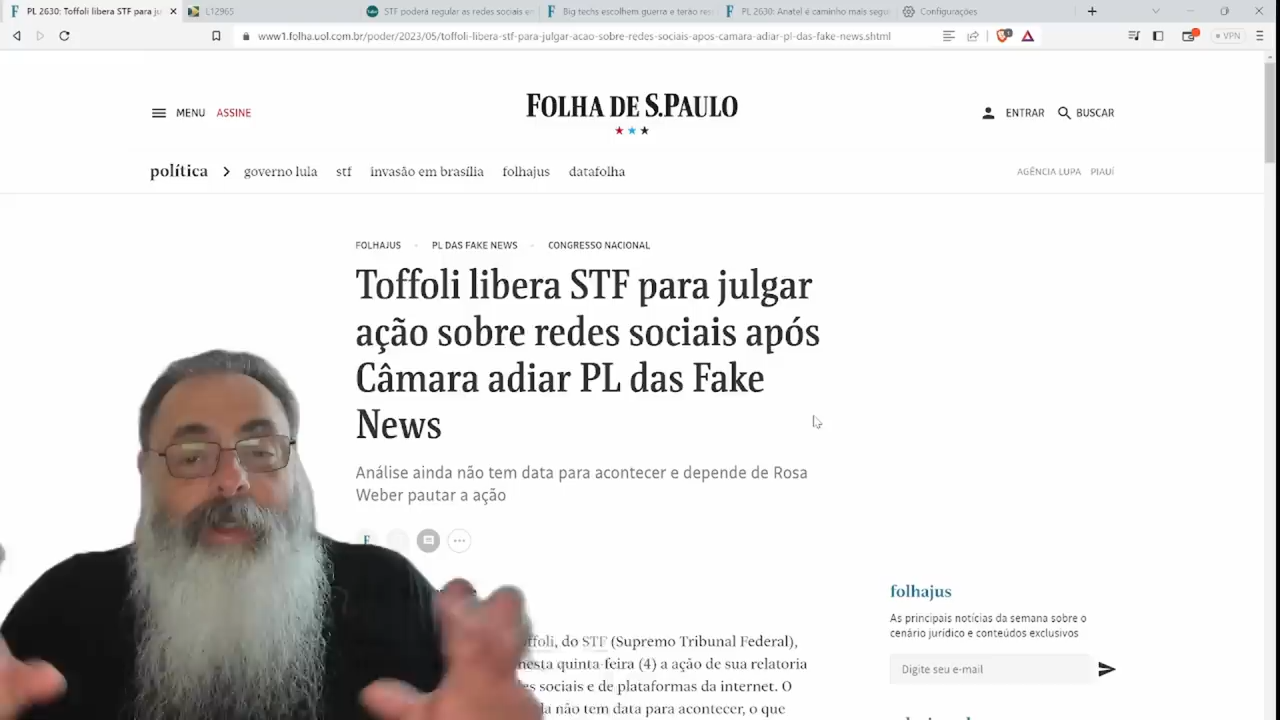 PL 2630: Toffoli libera STF para ju
L12965
STF poderá regular as redes sociais e
Big techs escolhem guerra e terão re
PL 2630: Anatel é caminho mais segu
Configurações
www1.folha.uol.com.br/poder/2023/05/toffoli-libera-stf-para-julgar-acao-sobre-redes-sociais-apos-camara-adiar-pl-das-fake-news.shtml
VPN
MENU ASSINE
FOLHA DE S.PAULO
ENTRAR BUSCAR
política > governo lula stf invasão em brasília folhajus datafolha
AGÊNCIA LUPA PIAUÍ
FOLHAJUS - PL DAS FAKE NEWS - CONGRESSO NACIONAL
Toffoli libera STF para julgar
ação sobre redes sociais após
Câmara adiar PL das Fake
News
Análise ainda não tem data para acontecer e depende de Rosa
Weber pautar a ação
F
ffoli, do STF (Supremo Tribunal Federal),
nesta quinta-feira (4) a ação de sua relatoria
s sociais e de plataformas da internet. O
da não tem data para acontecer, o que
folhajus
As principais notícias da semana sobre o
cenário jurídico e conteúdos exclusivos
Digite seu e-mail